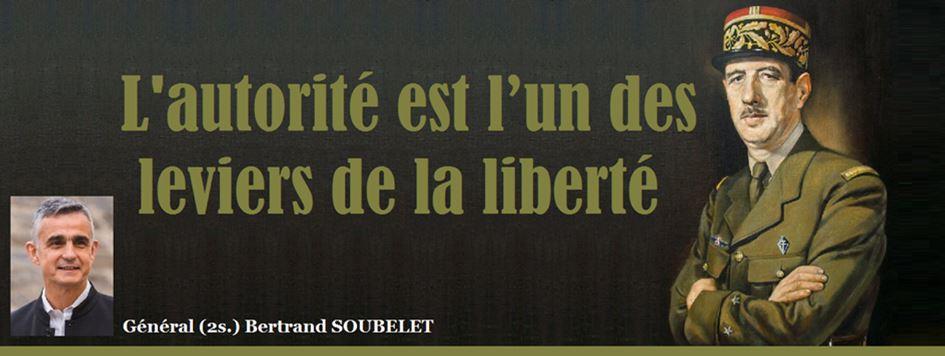 L'autorité est l’un des
leviers de la liberté
Général (2s.) Bertrand SOUBELET